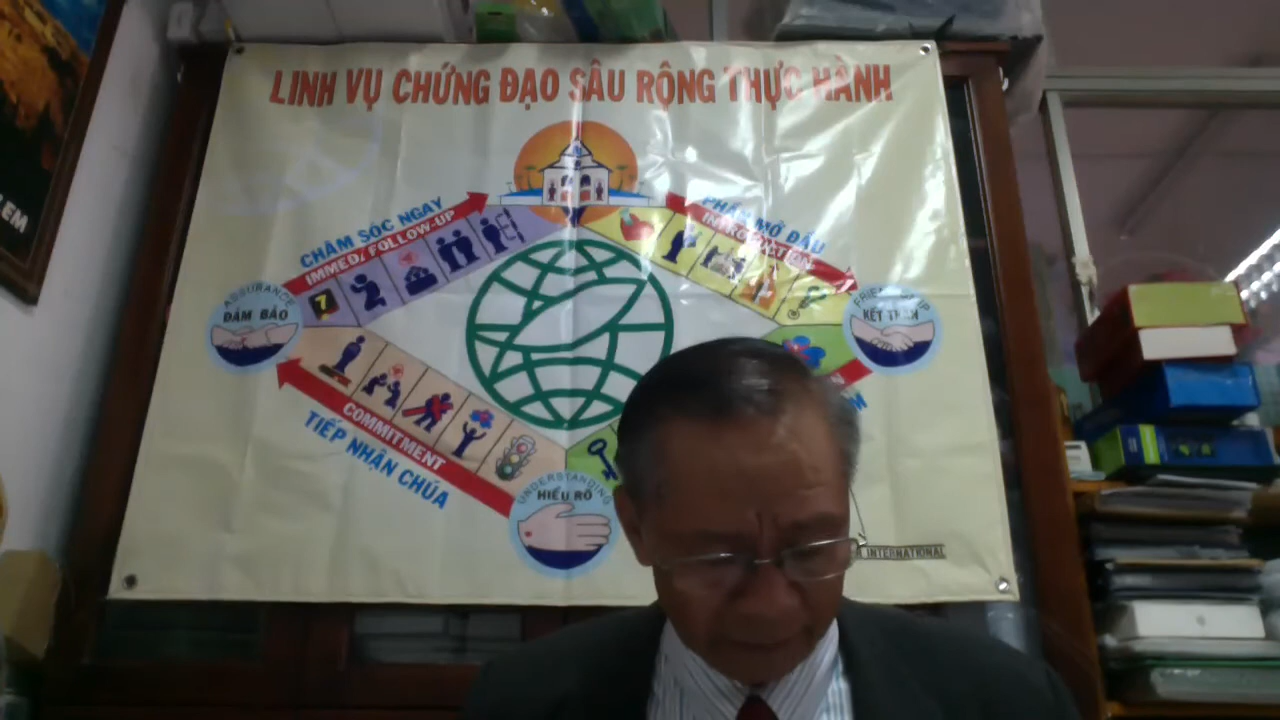 LINH VỤ CHỨNG ĐẠO SÂU RỘNG THỰC HÀNH
CHĂM SÓC NGAY
IMMED/ FOLLOW-UP
PHẦN MỞ ĐẦU
7
ASSURANCE
ĐẢM BẢO
KẾT THÂN
COMMITMENT
TIẾP NHẬN CHÚA
UNDERSTANDING
HIỂU RÕ
INTERNATIONAL